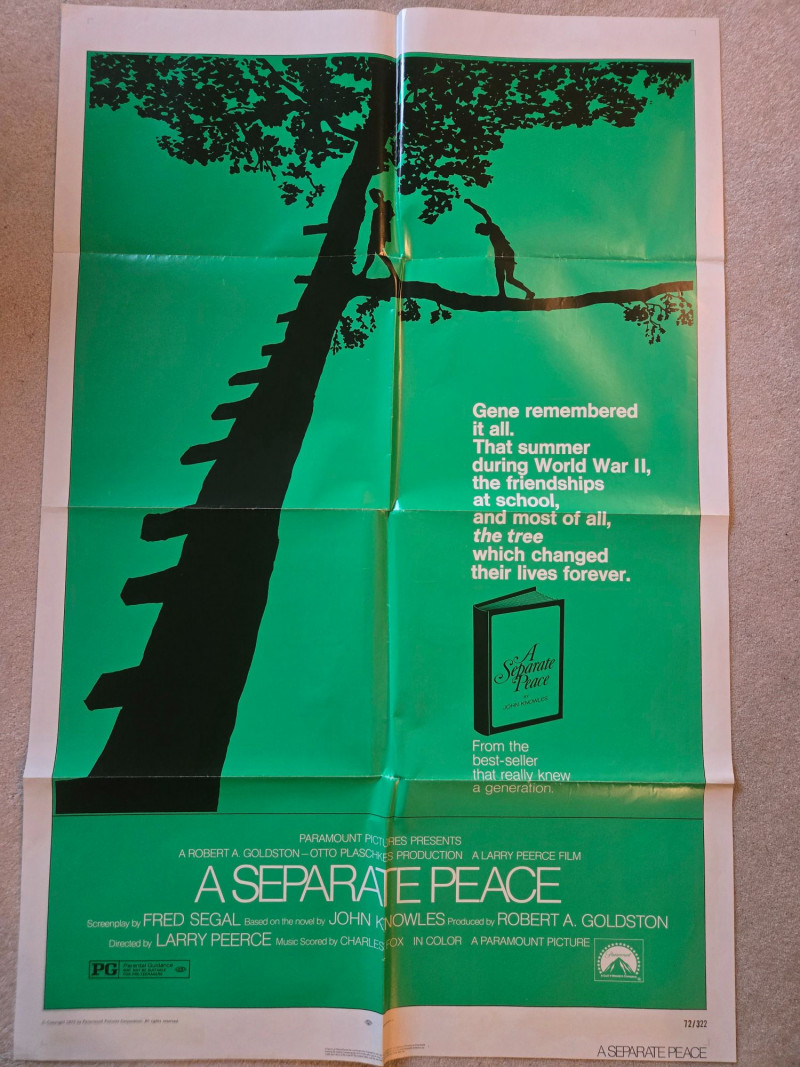 Gene remembered
it all.
That summer
during World War II,
the friendships
at school,
and most of all,
the tree
which changed
their lives forever.
A
Separate
Peace
BY
JOHN KNOWLES
From the
best-seller
that really knew
a generation.
PARAMOUNT PICTURES PRESENTS
A ROBERT A. GOLDSTON–OTTO PLASCHKES PRODUCTION A LARRY PEERCE FILM
A SEPARATE PEACE
Screenplay by FRED SEGAL Based on the novel by JOHN KNOWLES Produced by ROBERT A. GOLDSTON
Directed by LARRY PEERCE Music Scored by CHARLES FOX IN COLOR A PARAMOUNT PICTURE
PG Parental Guidance
Paramount
72/322
A SEPARATE PEACE